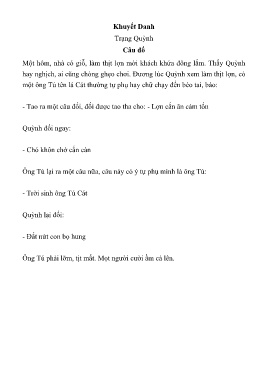 Khuyết Danh
Trạng Quỳnh
Câu đố
Một hôm, nhà có giỗ, làm thịt lợn mới khách khứa đông lắm. Thấy Quỳnh
hay nghịch, ai cũng chòng ghẹo chơi. Đương lúc Quỳnh xem làm thịt lợn, có
một ông Tú tên là Cát thường tự phụ hay chữ chạy đến béo tai, bảo:
- Tao ra một câu đối, đối được tao tha cho: - Lợn cấn ăn cám tốn
Quỳnh đối ngay:
- Chó khôn chớ cắn càn
Ông Tú lại ra một câu nữa, câu này có ý tự phụ mình là ông Tú:
- Trời sinh ông Tú Cát
Quỳnh lại đối:
- Đất nứt con bọ hung
Ông Tú phải lỡm, tịt mất. Mọi người cười ầm cả lên.